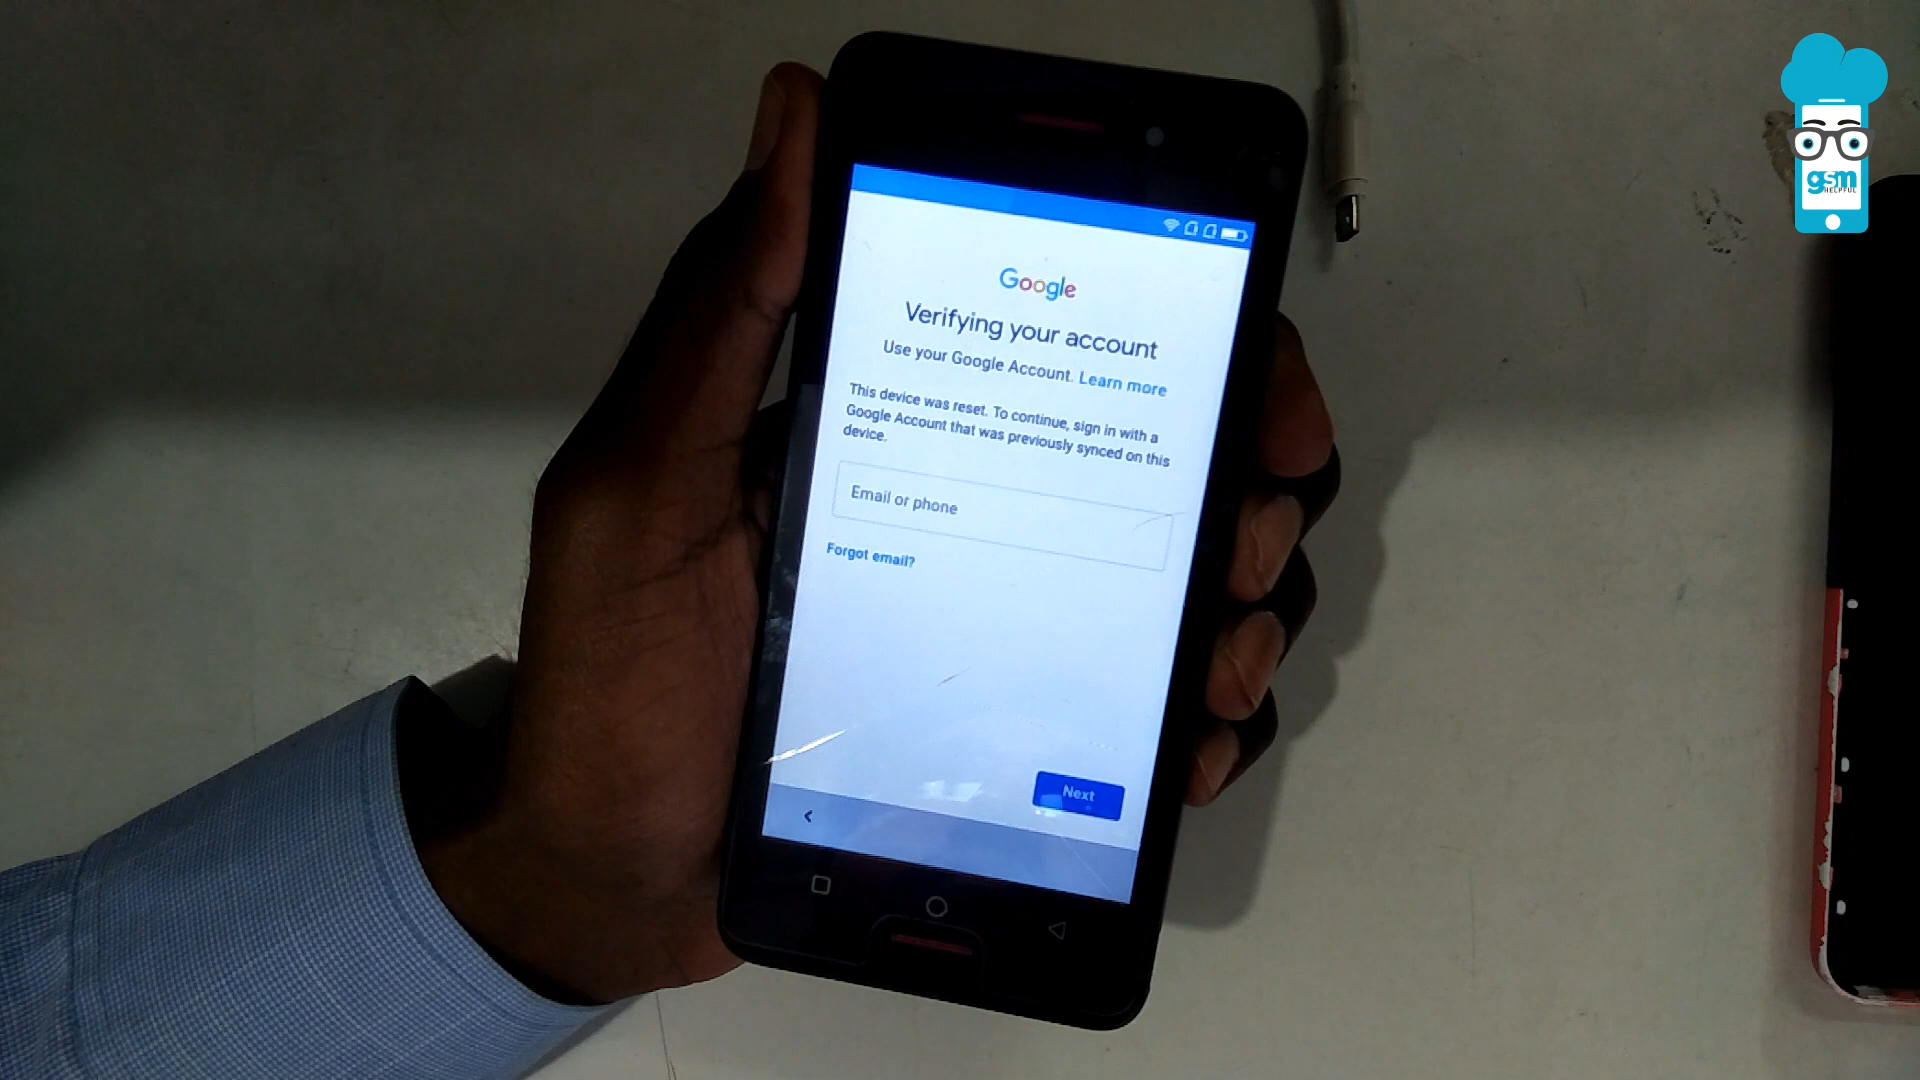 Google
Verifying your account
Use your Google Account. Learn more
This device was reset. To continue, sign in with a
Google Account that was previously synced on this
device.
Email or phone
Forgot email?
Next
gsm
HELPFUL